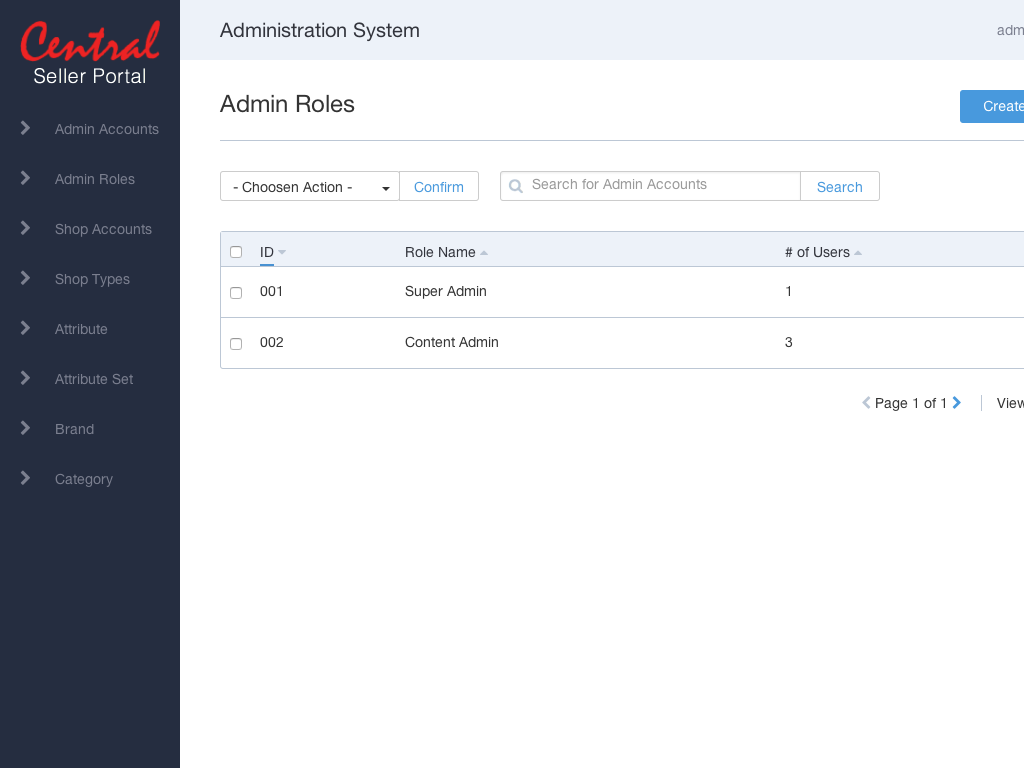 Central
Seller Portal
Administration System
adm
Admin Accounts
Admin Roles
Shop Accounts
Shop Types
Attribute
Attribute Set
Brand
Category
Admin Roles
Create
- Choosen Action -
Confirm
Search for Admin Accounts
Search
ID Role Name # of Users
001 Super Admin 1
002 Content Admin 3
Page 1 of 1
View